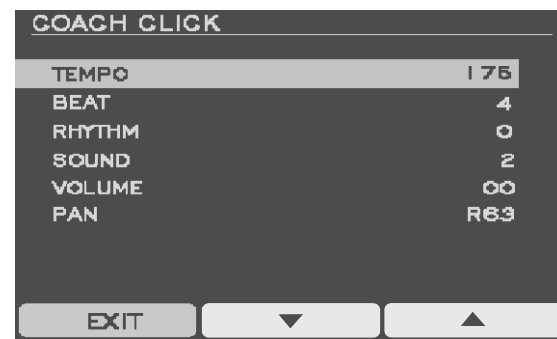 COACH CLICK
TEMPO 175
BEAT 4
RHYTHM 0
SOUND 2
VOLUME 00
PAN R63
EXIT ▼ ▲